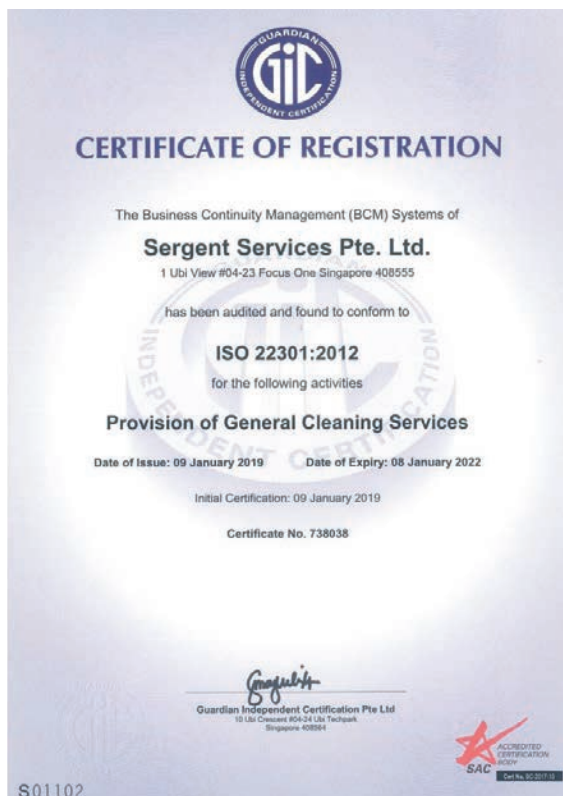 GUARDIAN
GIC
INDEPENDENT CERTIFICATION
CERTIFICATE OF REGISTRATION
The Business Continuity Management (BCM) Systems of
Sergent Services Pte. Ltd.
1 Ubi View #04-23 Focus One Singapore 408555
has been audited and found to conform to
ISO 22301:2012
for the following activities
Provision of General Cleaning Services
Date of Issue: 09 January 2019 Date of Expiry: 08 January 2022
Initial Certification: 09 January 2019
Certificate No. 738038
GUARDIAN
INDEPENDENT CERTIFICATION
Guardian Independent Certification Pte Ltd
10 Ubi Crescent #04-24 Ubi Techpark
Singapore 408564
SAC
ACCREDITED
CERTIFICATION
BODY
S01102